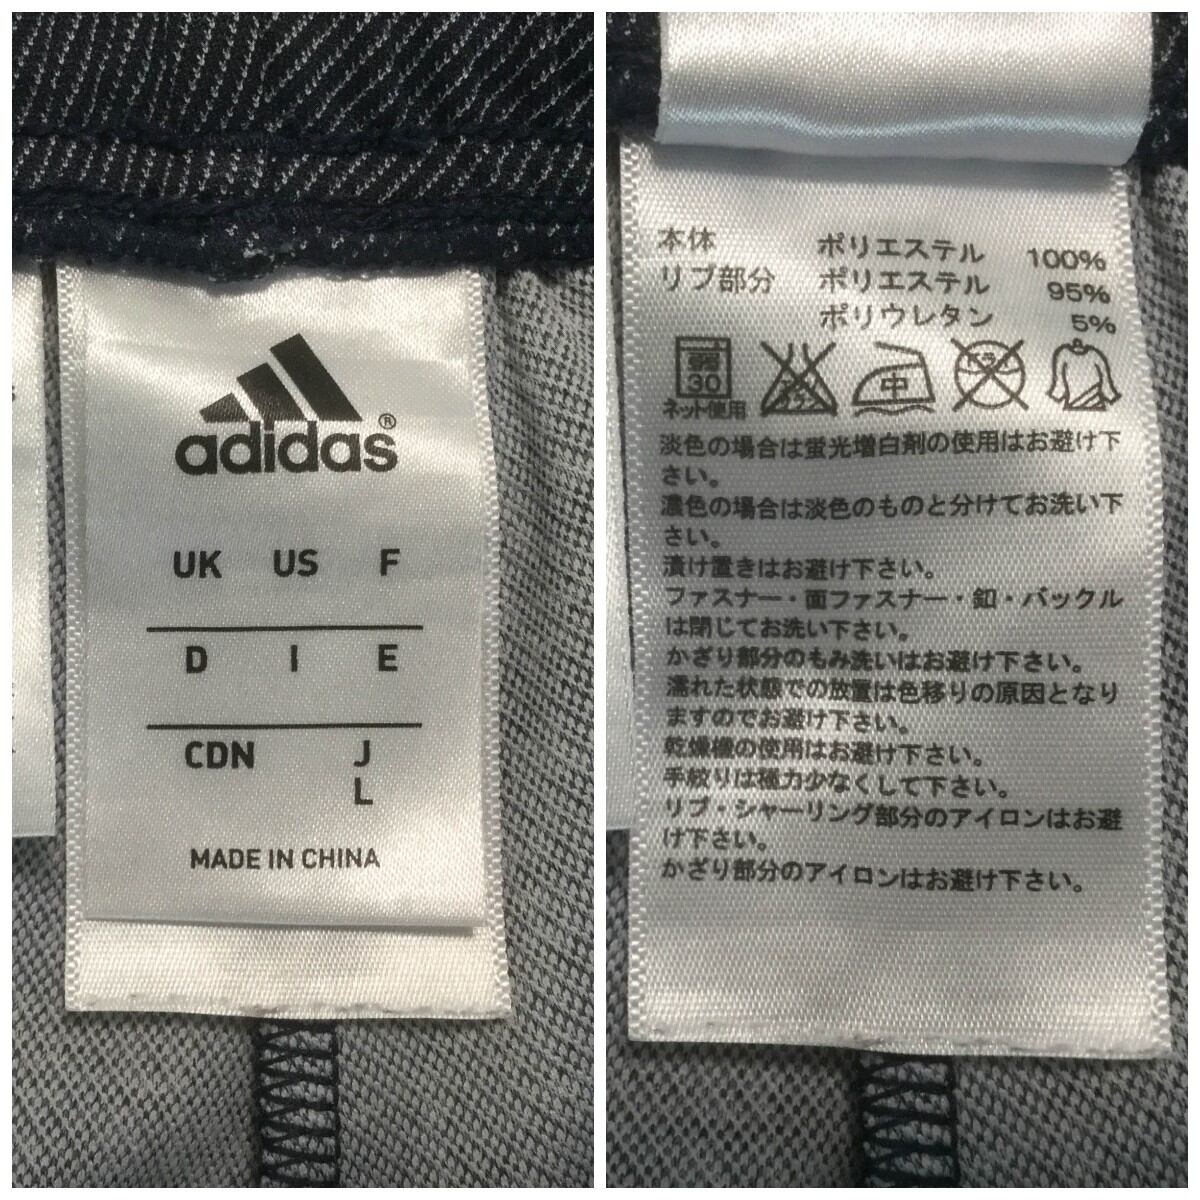 adidas®
UK US F
D I E
CDN J
L
MADE IN CHINA
本体 ポリエステル 100%
リブ部分 ポリエステル 95%
ポリウレタン 5%
弱
30
中
ネット使用
淡色の場合は蛍光増白剤の使用はお避け下
さい。
濃色の場合は淡色のものと分けてお洗い下
さい。
漬け置きはお避け下さい。
ファスナー・面ファスナー・釦・バックル
は閉じてお洗い下さい。
かざり部分のもみ洗いはお避け下さい。
濡れた状態での放置は色移りの原因となり
ますのでお避け下さい。
乾燥機の使用はお避け下さい。
手絞りは極力少なくして下さい。
リブ・シャーリング部分のアイロンはお避
け下さい。
かざり部分のアイロンはお避け下さい。